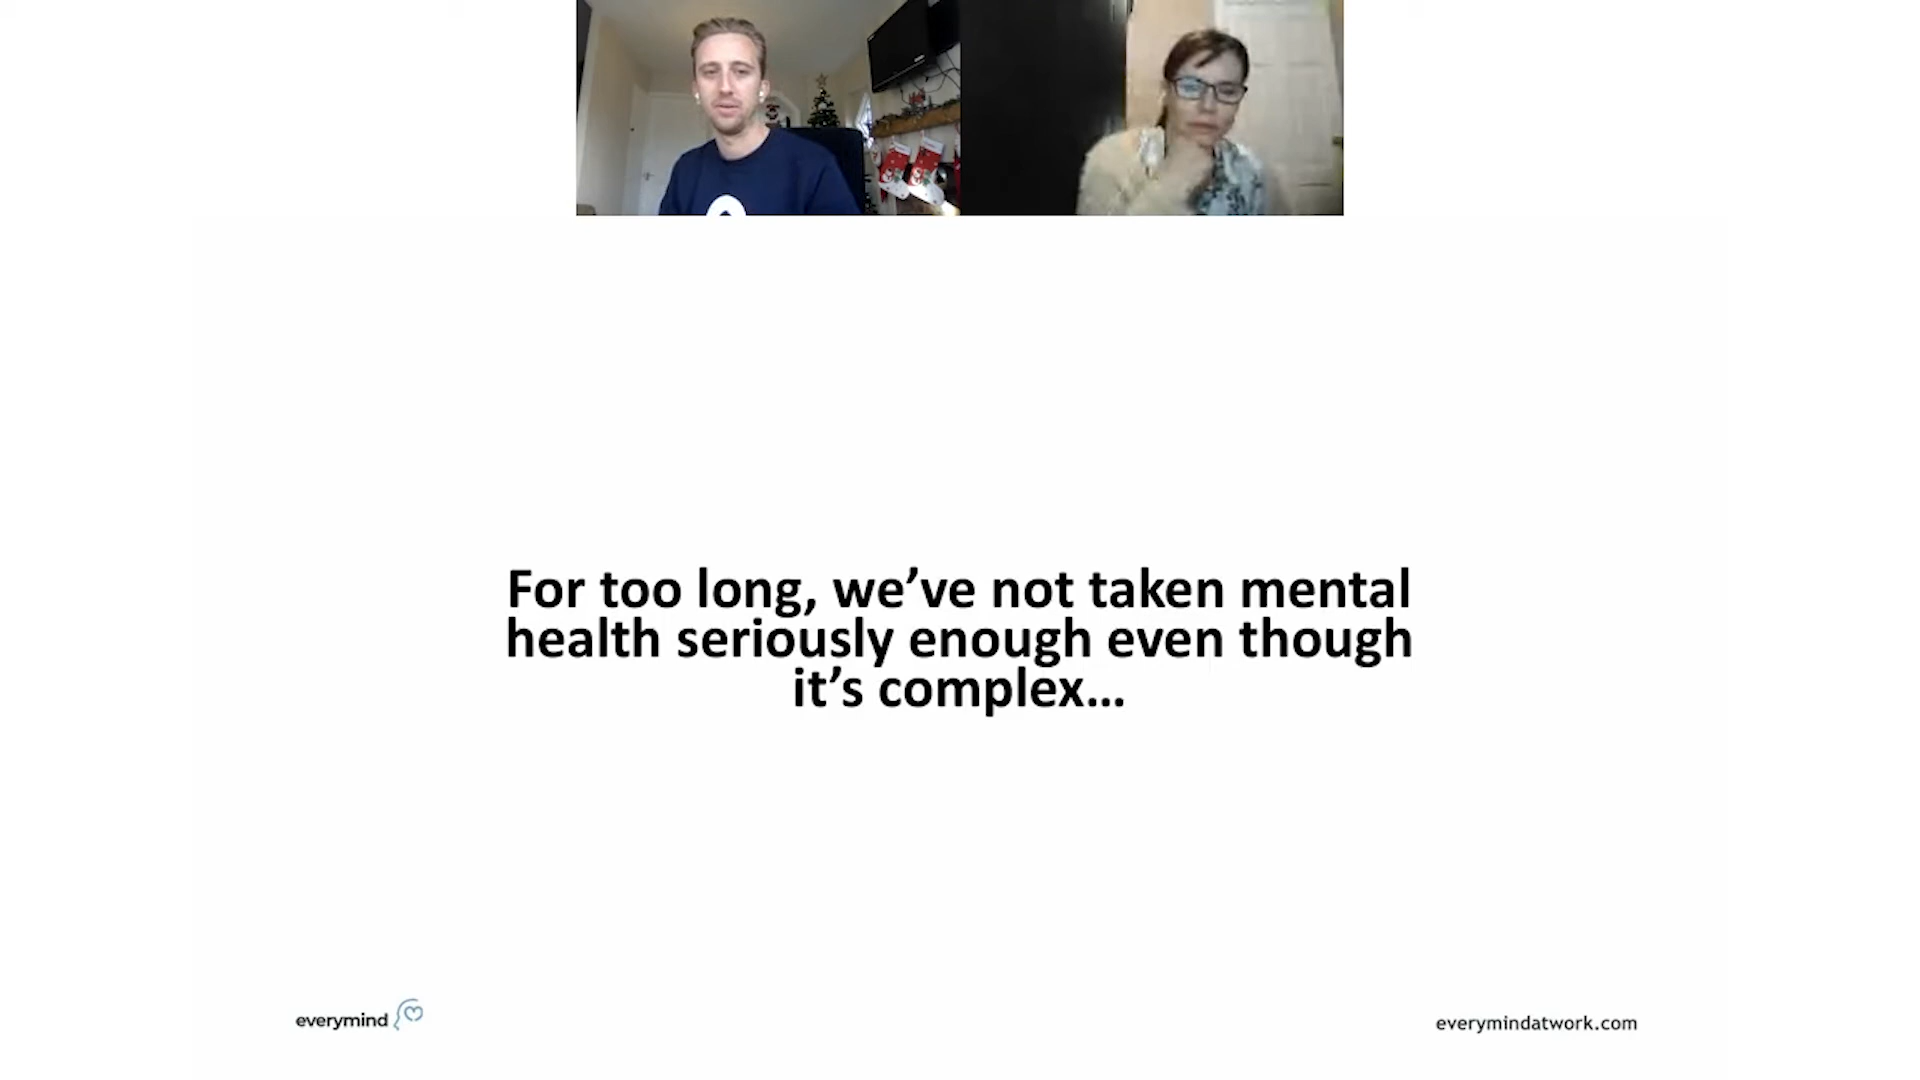 For too long, we’ve not taken mental
health seriously enough even though
it’s complex…
everymind
everymindatwork.com